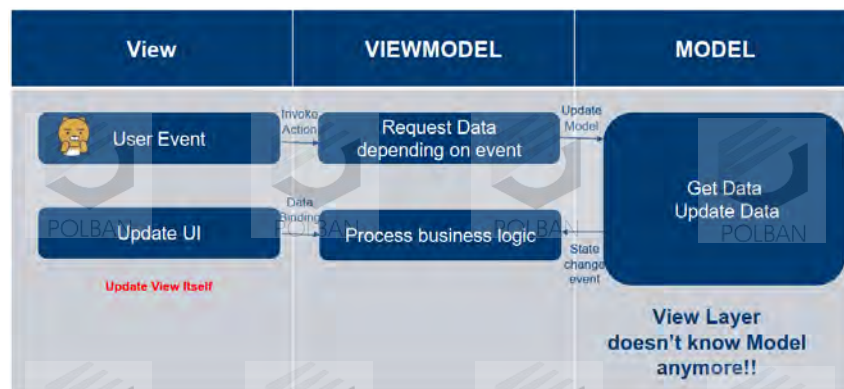 View
VIEWMODEL
MODEL
User Event
Invoke
Action
Request Data
depending on event
Update
Model
Get Data
Update Data
Update UI
Data
Binding
Process business logic
State
change
event
Update View Itself
View Layer
doesn't know Model
anymore!!
POLBAN
POLBAN
POLBAN